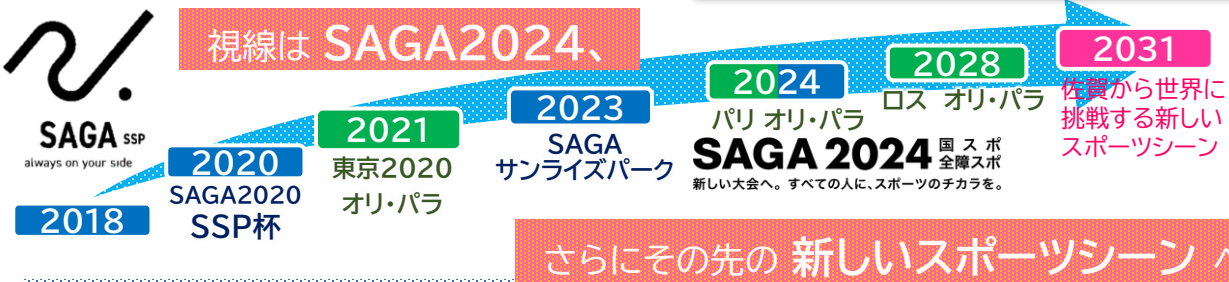 SAGA SSP
always on your side
視線は SAGA2024、
2018
2020
SAGA2020
SSP杯
2021
東京2020
オリ・パラ
2023
SAGA
サンライズパーク
2024
パリ オリ・パラ
SAGA 2024 国スポ 全障スポ
新しい大会へ。すべての人に、スポーツのチカラを。
2028
ロス オリ・パラ
2031
佐賀から世界に
挑戦する新しい
スポーツシーン
さらにその先の 新しいスポーツシーン へ